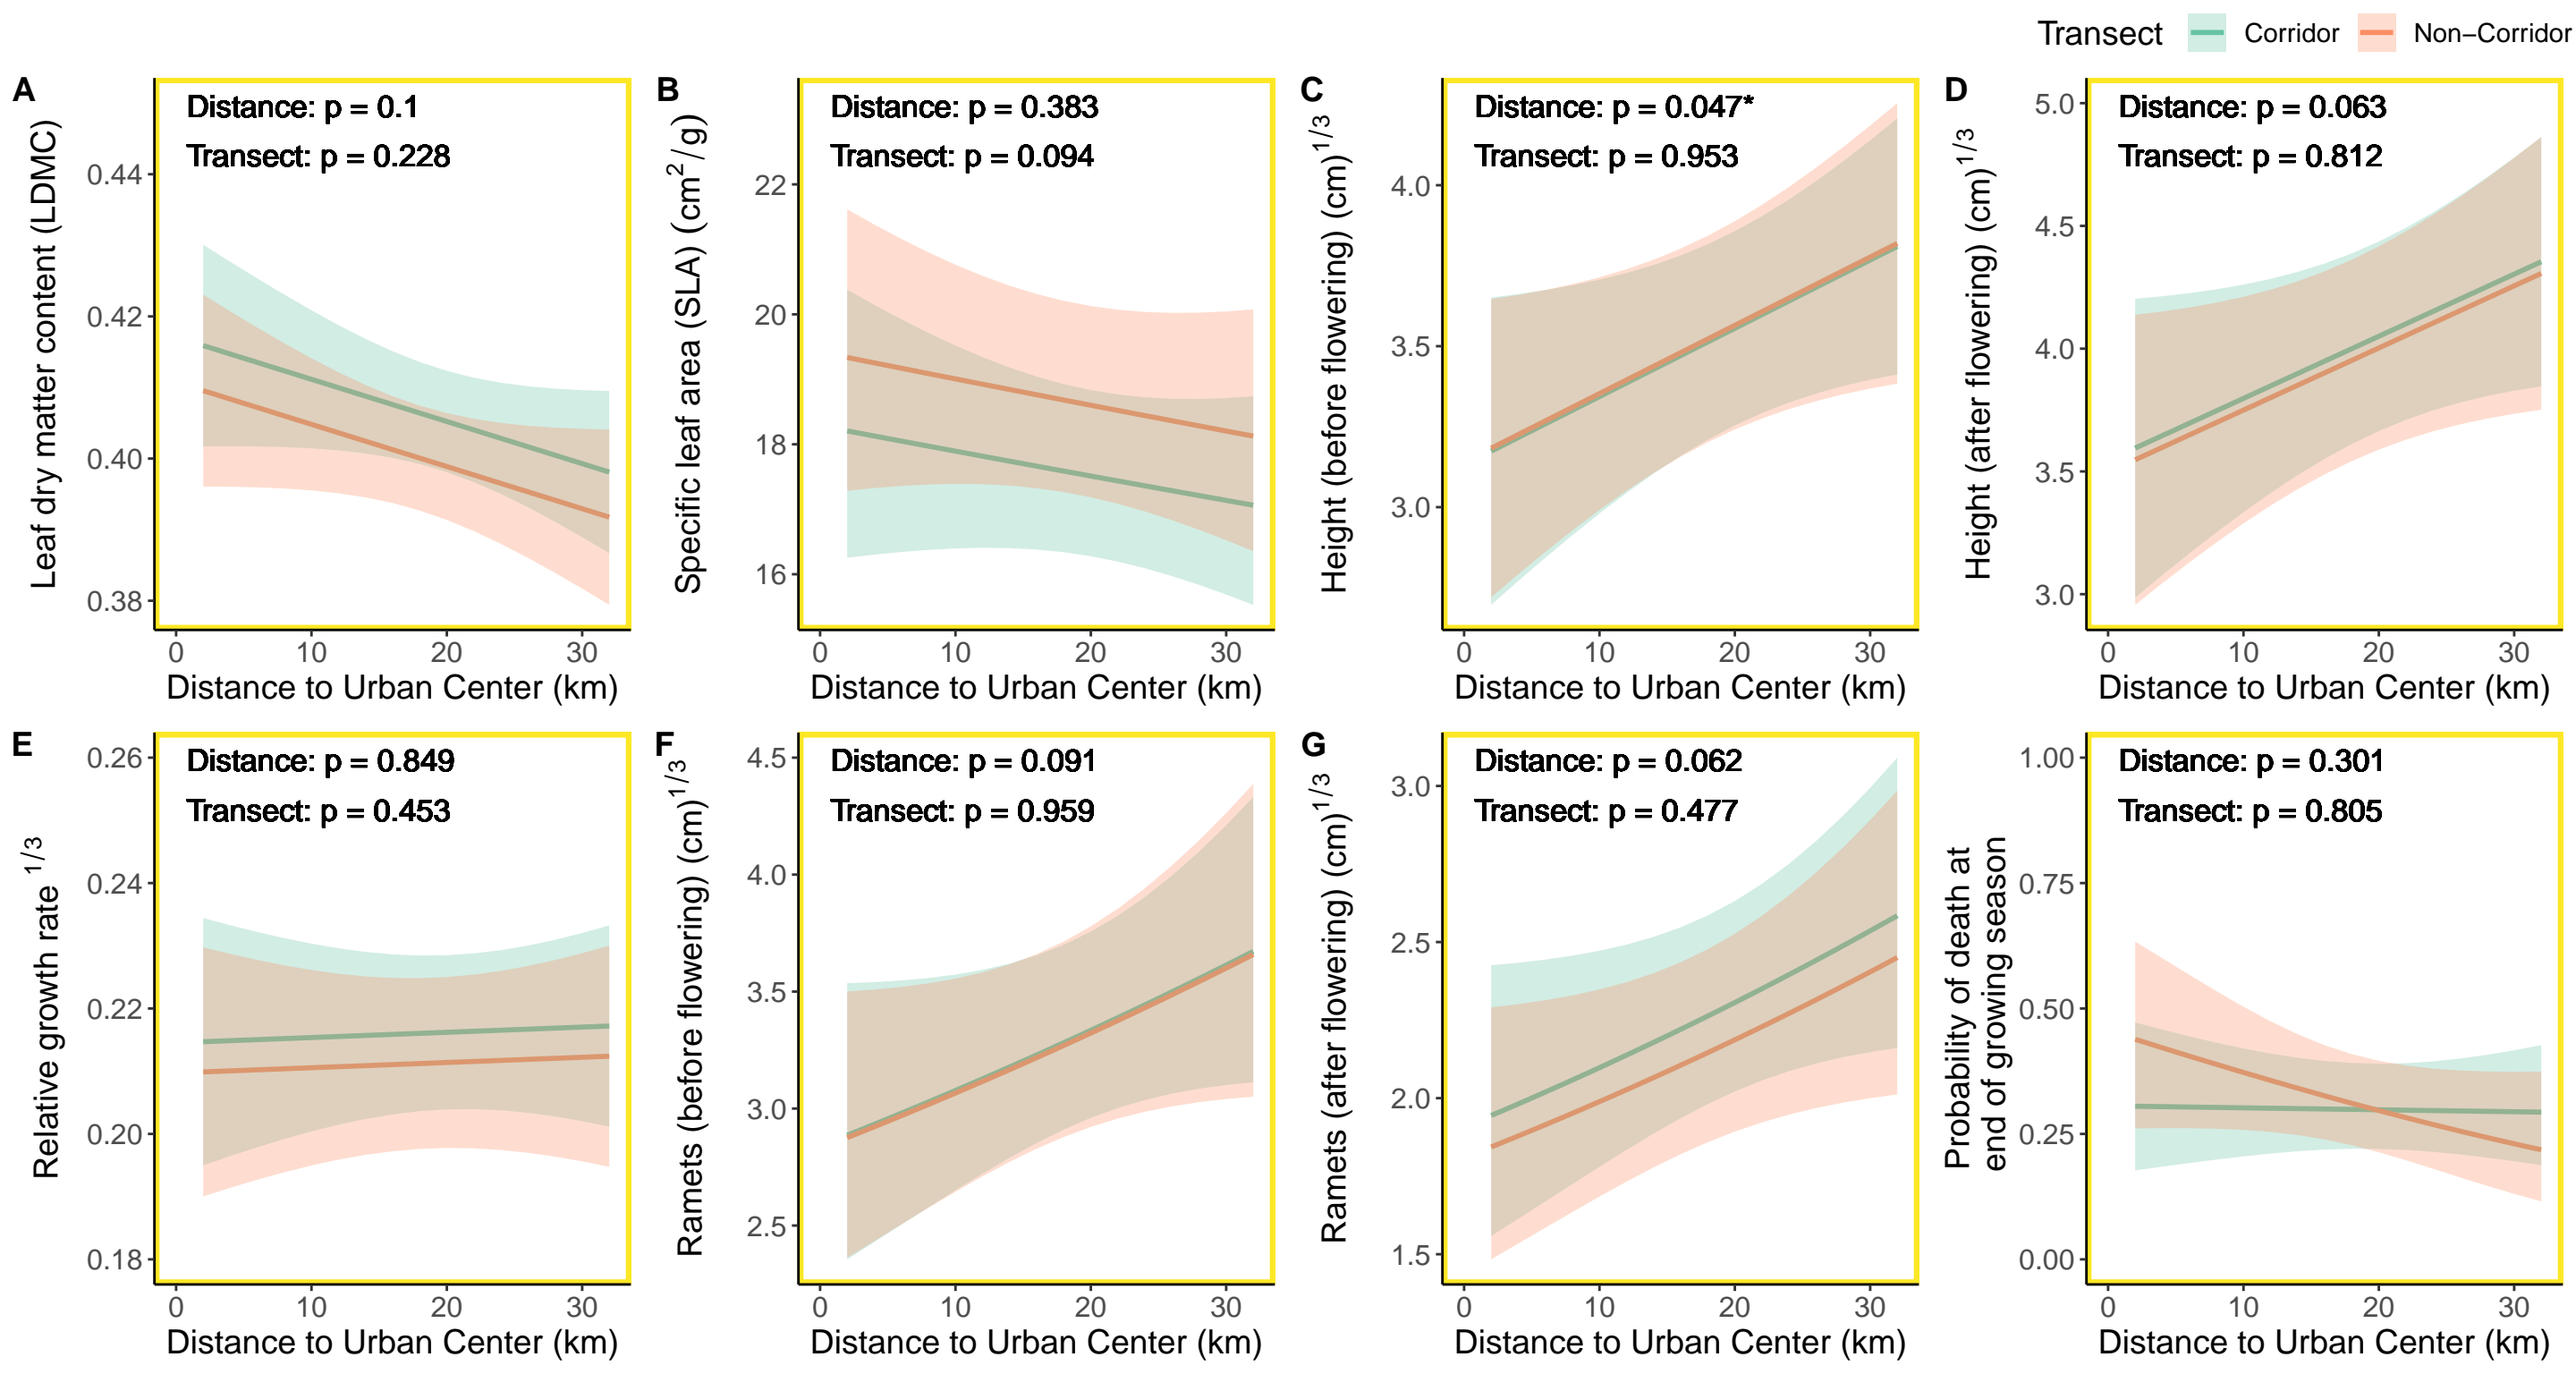 Transect Corridor Non−Corridor
A
Distance: p = 0.1
Transect: p = 0.228
Leaf dry matter content (LDMC)
0.44
0.42
0.40
0.38
0 10 20 30
Distance to Urban Center (km)
B
Distance: p = 0.383
Transect: p = 0.094
Specific leaf area (SLA) (cm²/g)
22
20
18
16
0 10 20 30
Distance to Urban Center (km)
C
Distance: p = 0.047*
Transect: p = 0.953
Height (before flowering) (cm)^1/3
4.0
3.5
3.0
0 10 20 30
Distance to Urban Center (km)
D
Distance: p = 0.063
Transect: p = 0.812
Height (after flowering) (cm)^1/3
5.0
4.5
4.0
3.5
3.0
0 10 20 30
Distance to Urban Center (km)
E
Distance: p = 0.849
Transect: p = 0.453
Relative growth rate ^1/3
0.26
0.24
0.22
0.20
0.18
0 10 20 30
Distance to Urban Center (km)
F
Distance: p = 0.091
Transect: p = 0.959
Ramets (before flowering) (cm)^1/3
4.5
4.0
3.5
3.0
2.5
0 10 20 30
Distance to Urban Center (km)
G
Distance: p = 0.062
Transect: p = 0.477
Ramets (after flowering) (cm)^1/3
3.0
2.5
2.0
1.5
0 10 20 30
Distance to Urban Center (km)
Distance: p = 0.301
Transect: p = 0.805
Probability of death at
end of growing season
1.00
0.75
0.50
0.25
0.00
0 10 20 30
Distance to Urban Center (km)